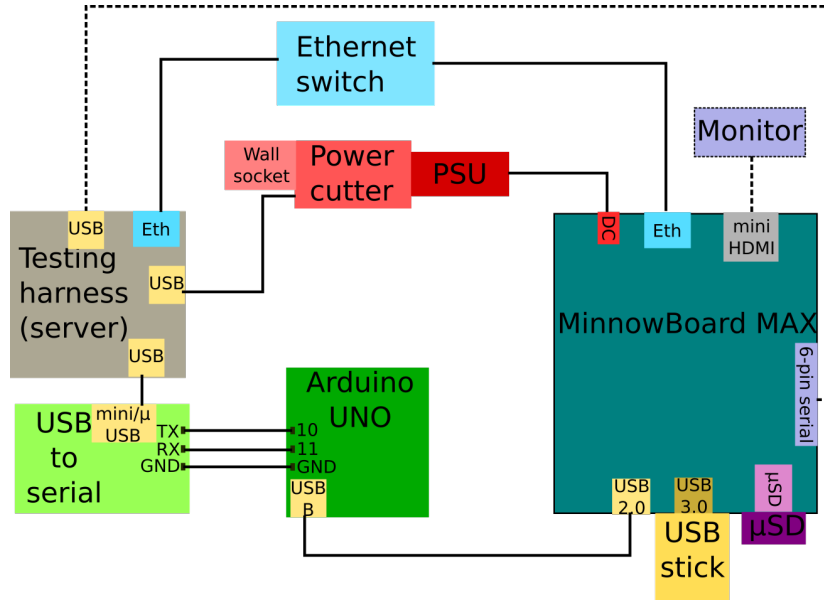 Ethernet
switch
Monitor
Wall
socket
Power
cutter
PSU
USB
Eth
Testing
harness
(server)
USB
USB
DC
Eth
mini
HDMI
MinnowBoard MAX
6-pin serial
mini/μ
USB
USB
to
serial
TX
RX
GND
Arduino
UNO
10
11
GND
USB
B
USB
2.0
USB
3.0
μSD
USB
stick
μSD